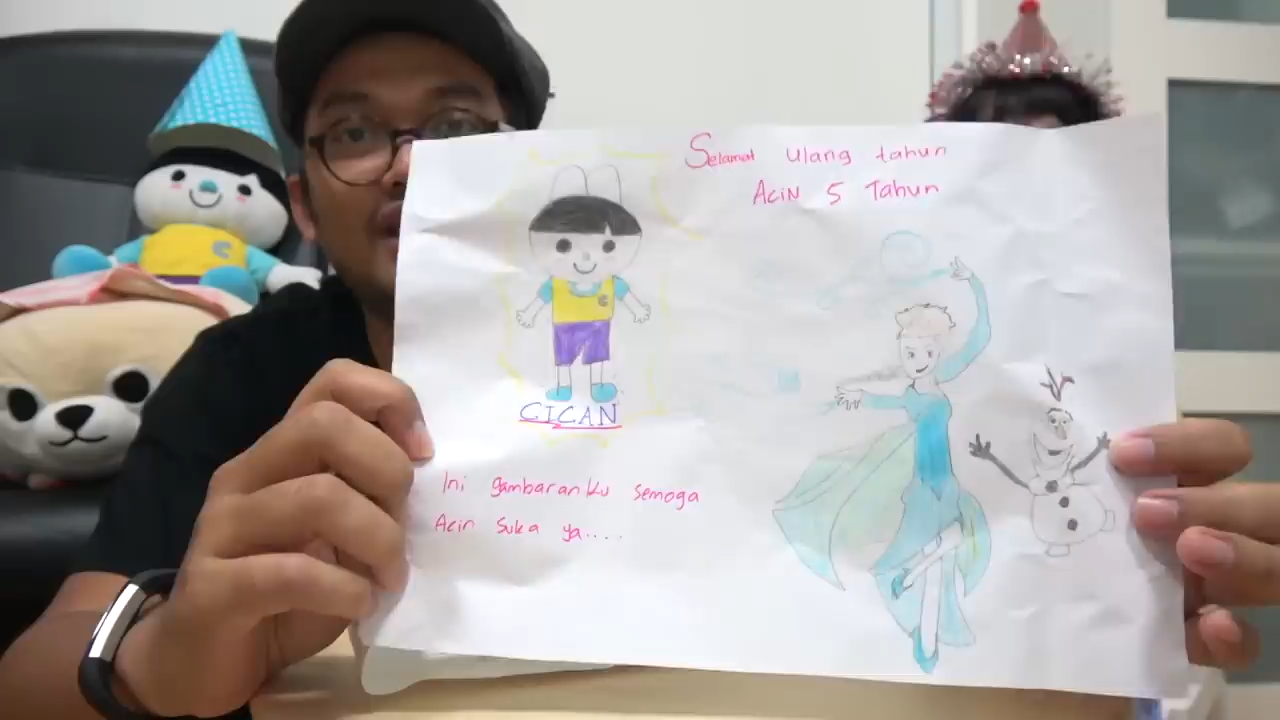 Selamat ulang tahun
Acin 5 Tahun
CICAN
Ini gambaranku semoga
Acin suka ya....